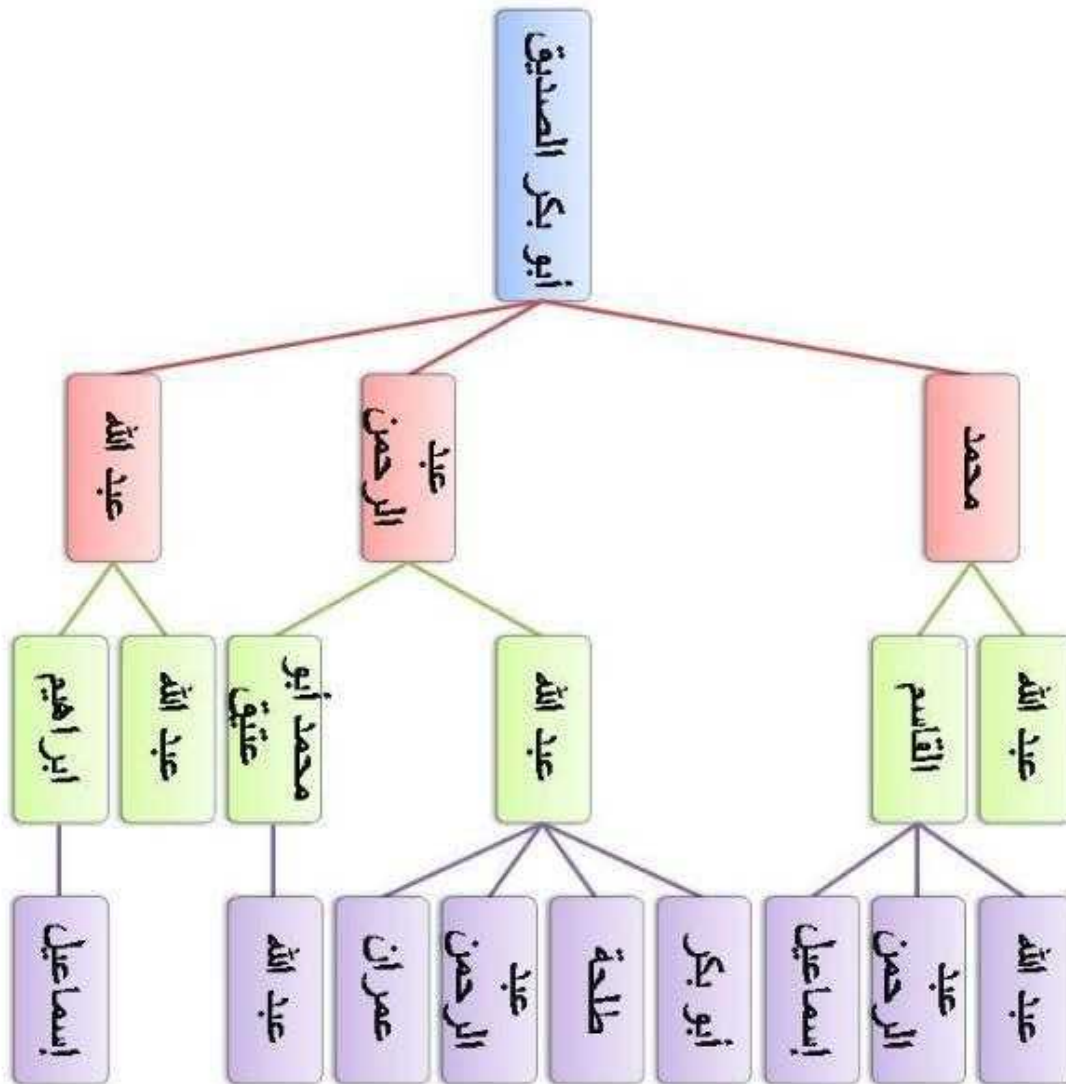 أبو بكر الصديق
محمد
عبد
الرحمن
عبد الله
عبد الله
القاسم
عبد الله
محمد أبو
عتيق
عبد الله
ابراهيم
عبد الله
عبد
الرحمن
إسماعيل
أبو بكر
طلحة
عبد
الرحمن
عمران
عبد الله
إسماعيل